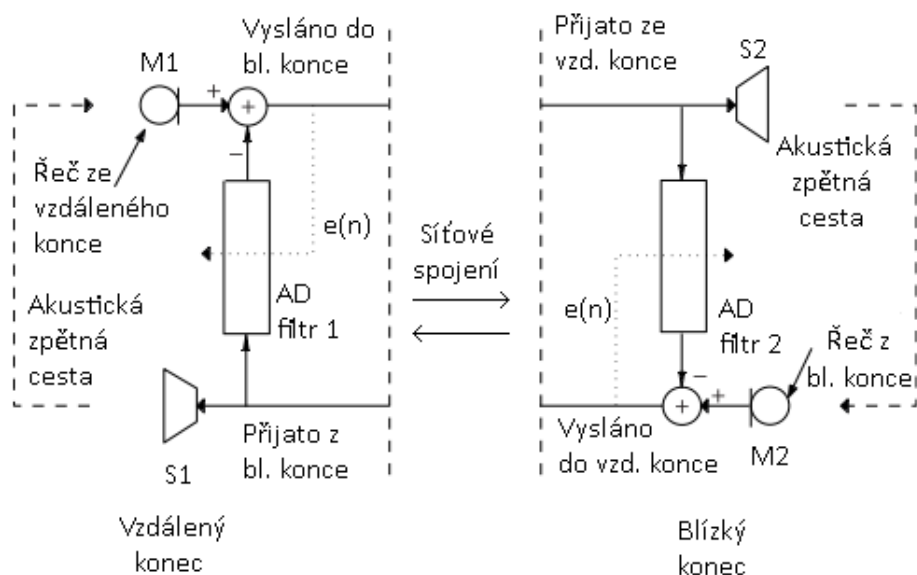 Vysláno do
bl. konce
M1
+
+
–
Řeč ze
vzdáleného
konce
e(n)
Akustická
zpětná
cesta
AD
filtr 1
S1
Přijato z
bl. konce
Vzdálený
konec
Síťové
spojení
Přijato ze
vzd. konce
S2
Akustická
zpětná
cesta
e(n)
AD
filtr 2
Řeč z
bl. konce
–
+
+
Vysláno
do vzd. konce
M2
Blízký
konec